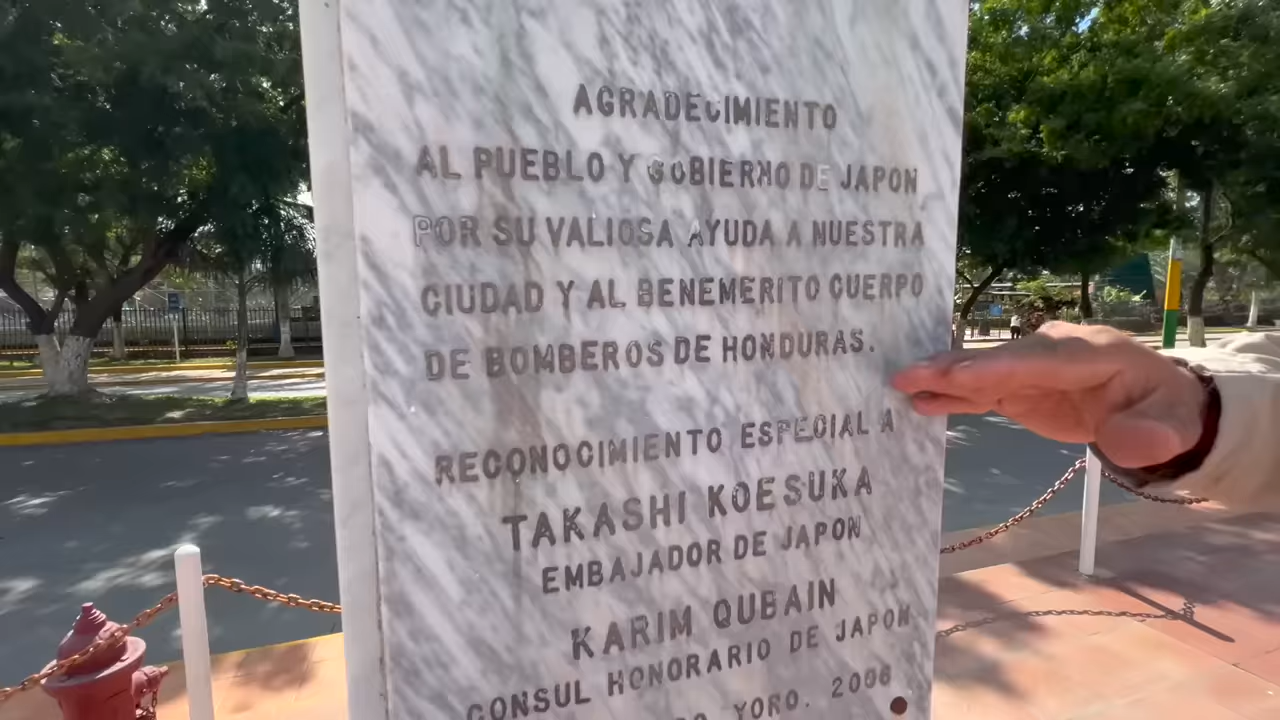 AGRADECIMIENTO
AL PUEBLO Y GOBIERNO DE JAPON
POR SU VALIOSA AYUDA A NUESTRA
CIUDAD Y AL BENEMERITO CUERPO
DE BOMBEROS DE HONDURAS.
RECONOCIMIENTO ESPECIAL A
TAKASHI KOESUKA
EMBAJADOR DE JAPON
KARIM QUBAIN
CONSUL HONORARIO DE JAPON
YORO. 2006